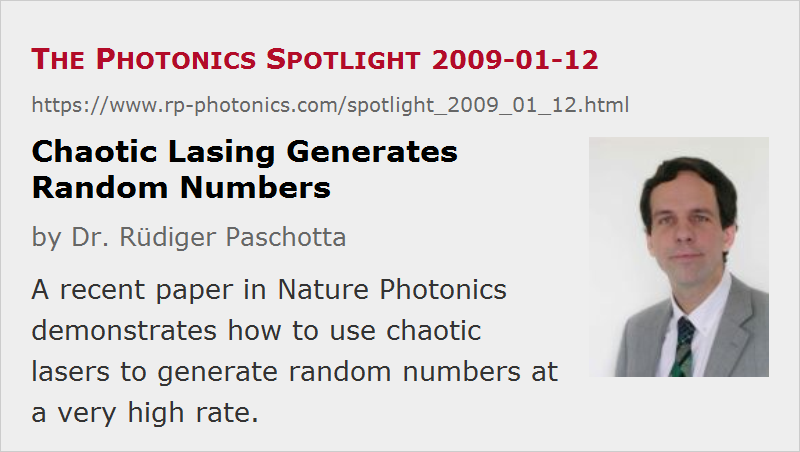 THE PHOTONICS SPOTLIGHT 2009-01-12
https://www.rp-photonics.com/spotlight_2009_01_12.html
Chaotic Lasing Generates
Random Numbers
by Dr. Rüdiger Paschotta
A recent paper in Nature Photonics
demonstrates how to use chaotic
lasers to generate random numbers at
a very high rate.